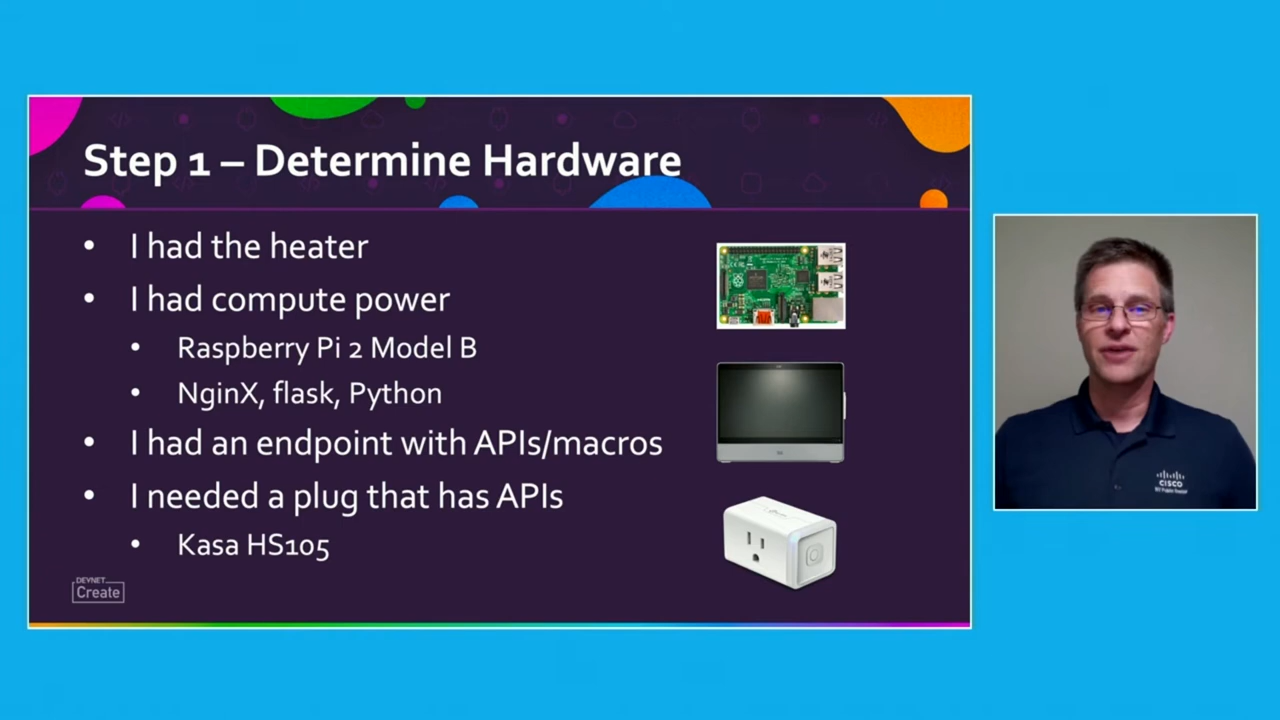 Step 1 – Determine Hardware
• I had the heater
• I had compute power
• Raspberry Pi 2 Model B
• NginX, flask, Python
• I had an endpoint with APIs/macros
• I needed a plug that has APIs
• Kasa HS105
DEVNET
Create
CISCO